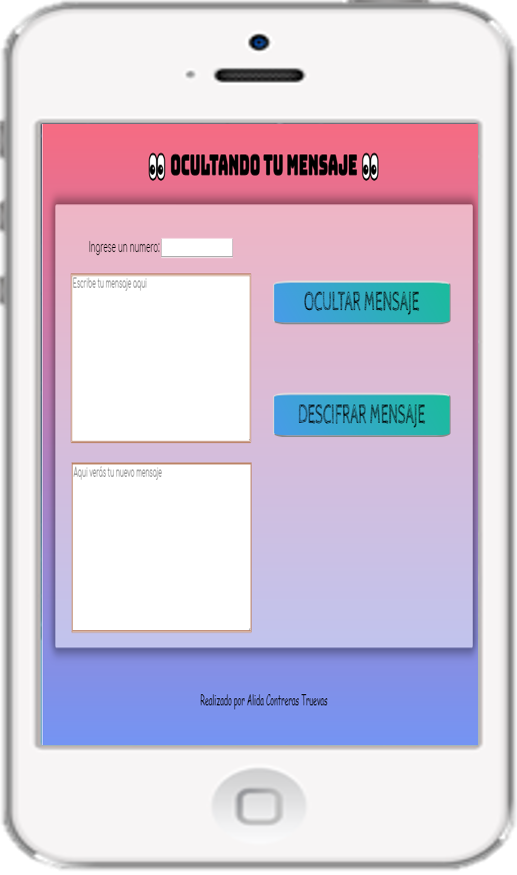 👀 OCULTANDO TU MENSAJE 👀
Ingrese un numero:
Escribe tu mensaje aqui
OCULTAR MENSAJE
DESCIFRAR MENSAJE
Aqui verás tu nuevo mensaje
Realizado por Alida Contreras Truevas